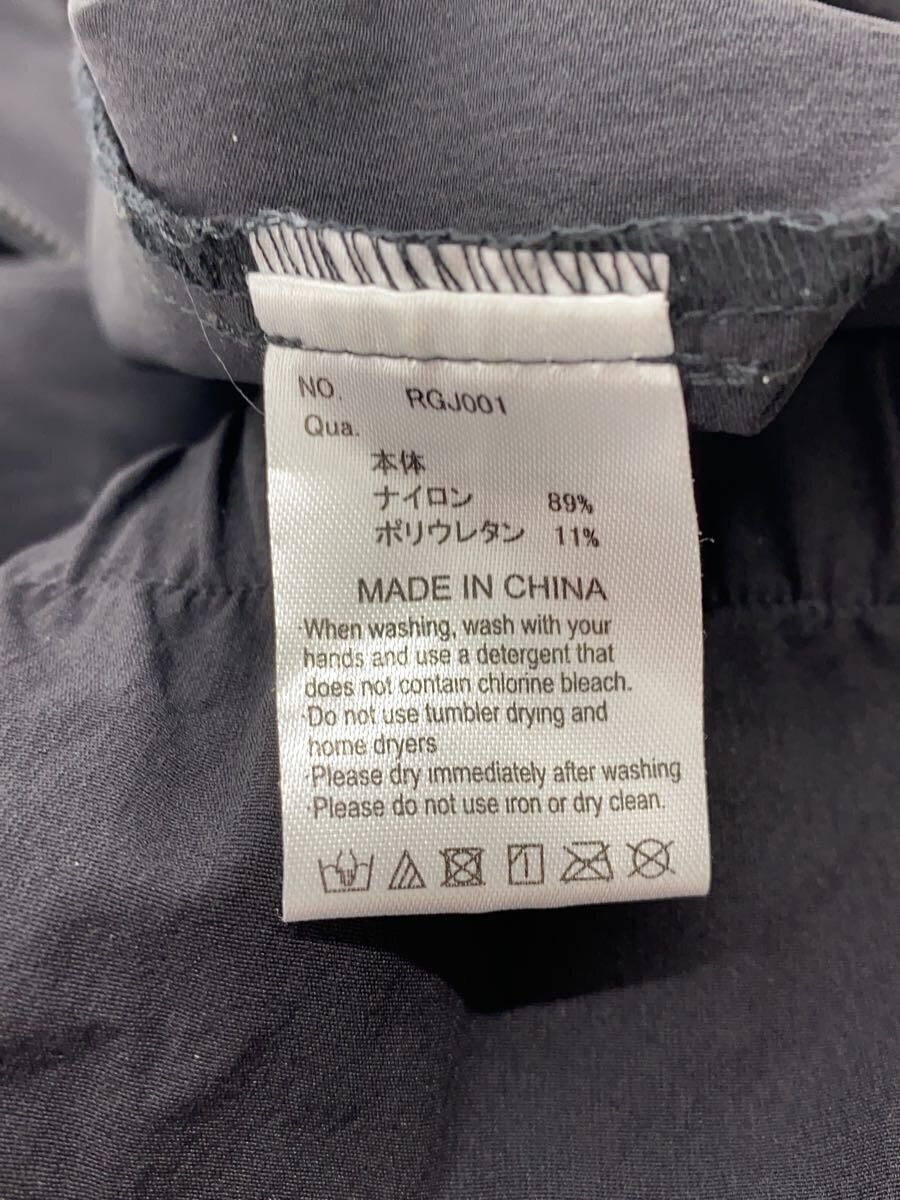 NO. RGJ001
Qua.
本体
ナイロン 89%
ポリウレタン 11%
MADE IN CHINA
·When washing, wash with your
hands and use a detergent that
does not contain chlorine bleach.
·Do not use tumbler drying and
home dryers
·Please dry immediately after washing
·Please do not use iron or dry clean.